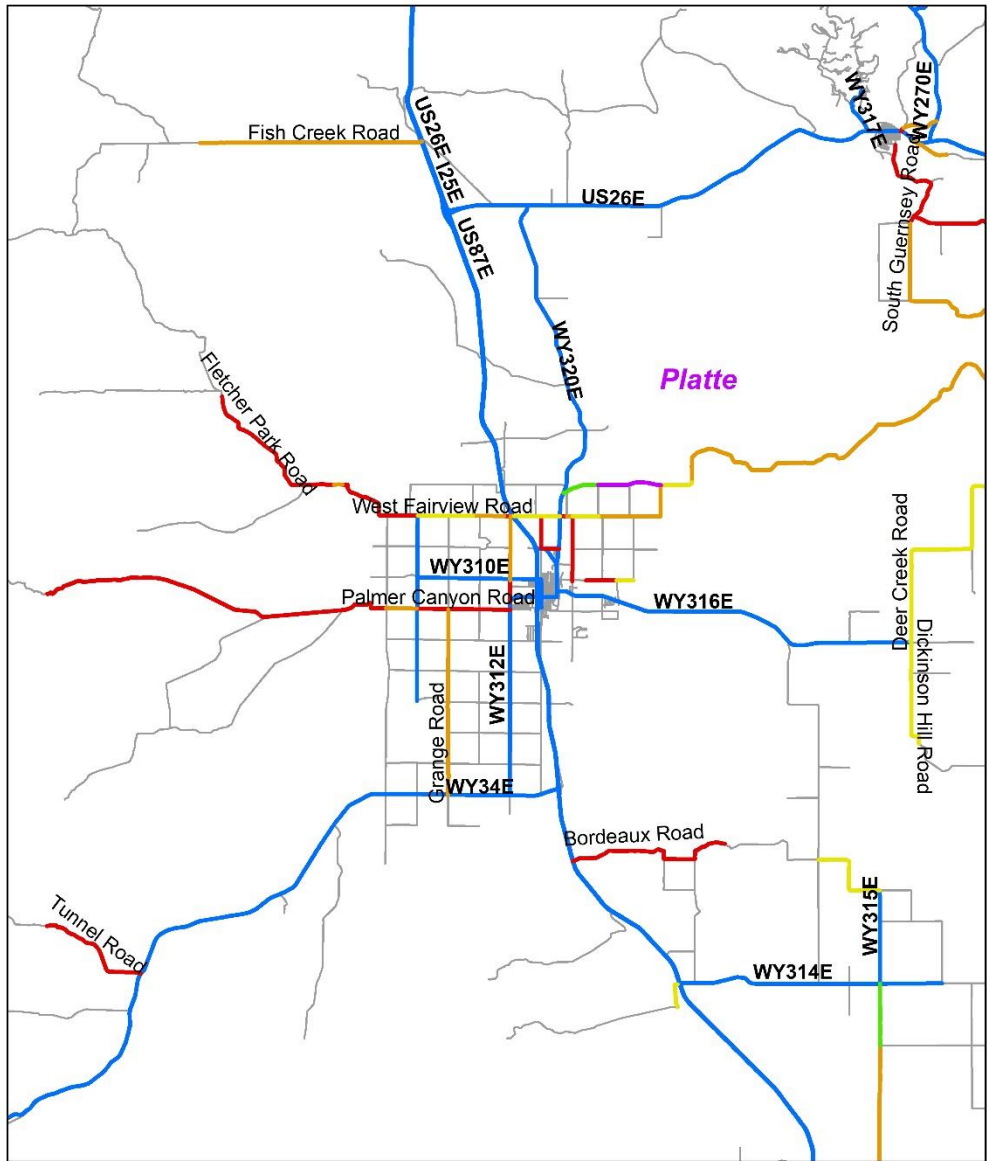 WY317E
WY270E
US26E
I25E
Fish Creek Road
US26E
South Guernsey Road
US87E
WY320E
Platte
Fletcher Park Road
West Fairview Road
WY310E
Palmer Canyon Road
WY316E
Deer Creek Road
Dickinson Hill Road
WY312E
Grange Road
WY34E
Bordeaux Road
WY315E
Tunnel Road
WY314E